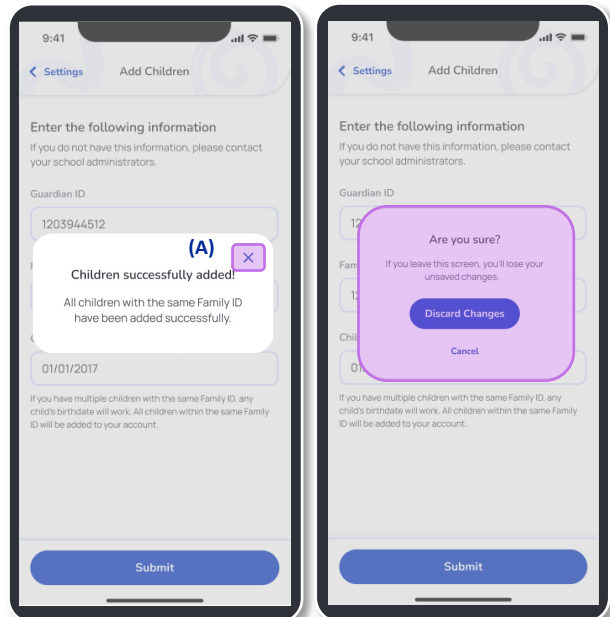 9:41
Settings
Add Children
Enter the following information
If you do not have this information, please contact
your school administrators.
Guardian ID
1203944512
(A)
Children successfully added!
All children with the same Family ID
have been added successfully.
01/01/2017
If you have multiple children with the same Family ID, any
child's birthdate will work. All children within the same Family
ID will be added to your account.
Submit
9:41
Settings
Add Children
Enter the following information
If you do not have this information, please contact
your school administrators.
Guardian ID
12
Are you sure?
If you leave this screen, you'll lose your
unsaved changes.
Fam
Discard Changes
Cancel
Chil
If you have multiple children with the same Family ID, any
child's birthdate will work. All children within the same Family
ID will be added to your account.
Submit